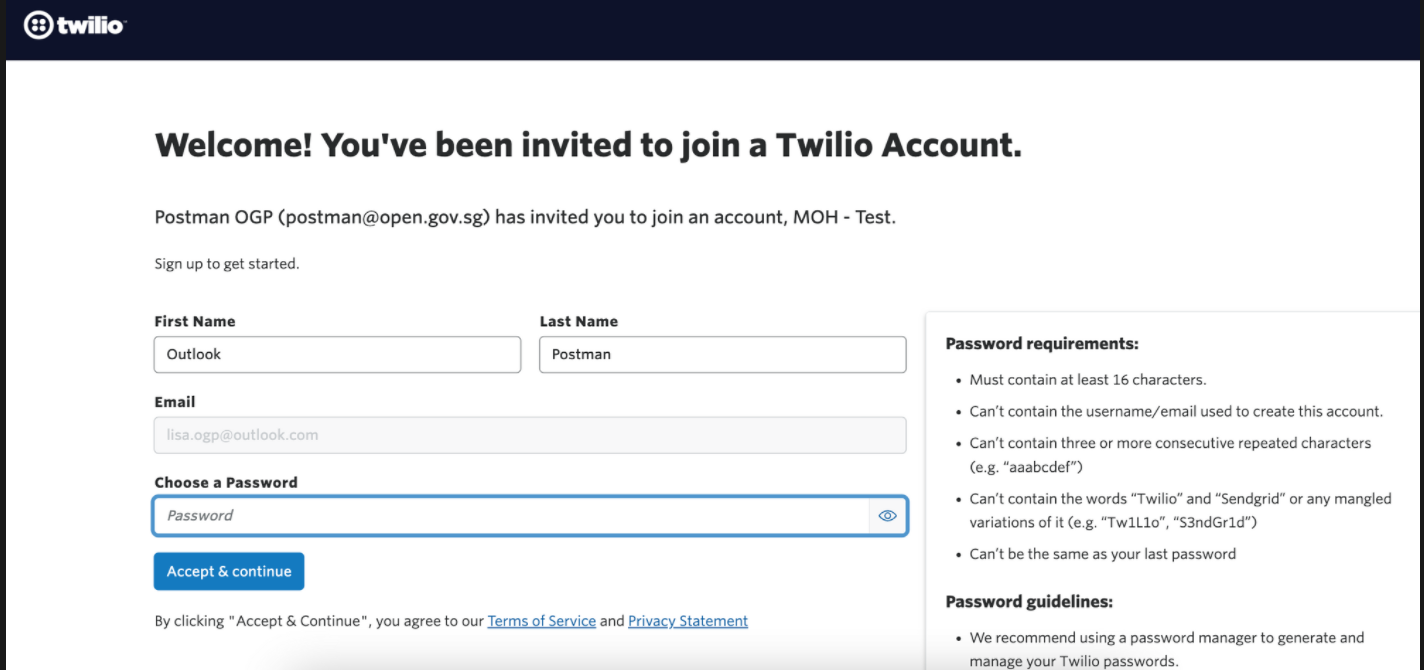 twilio
Welcome! You've been invited to join a Twilio Account.
Postman OGP (postman@open.gov.sg) has invited you to join an account, MOH - Test.
Sign up to get started.
First Name
Last Name
Outlook
Postman
Email
lisa.ogp@outlook.com
Choose a Password
Password
Accept & continue
By clicking "Accept & Continue", you agree to our Terms of Service and Privacy Statement
Password requirements:
• Must contain at least 16 characters.
• Can’t contain the username/email used to create this account.
• Can’t contain three or more consecutive repeated characters
(e.g. “aaabcdef”)
• Can’t contain the words “Twilio” and “Sendgrid” or any mangled
variations of it (e.g. “Tw1L1o”, “S3ndGr1d”)
• Can’t be the same as your last password
Password guidelines:
• We recommend using a password manager to generate and
manage your Twilio passwords.